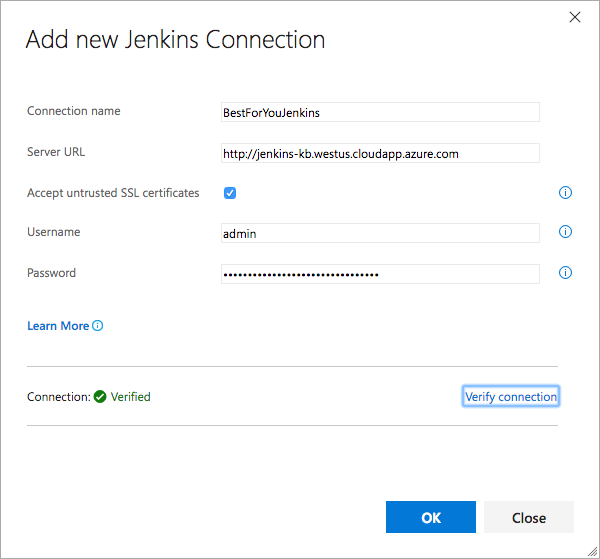 Add new Jenkins Connection
Connection name
BestForYouJenkins
Server URL
http://jenkins-kb.westus.cloudapp.azure.com
Accept untrusted SSL certificates
Username
admin
Password
••••••••••••••••••••••••••••••••
Learn More
Connection: Verified
Verify connection
OK
Close